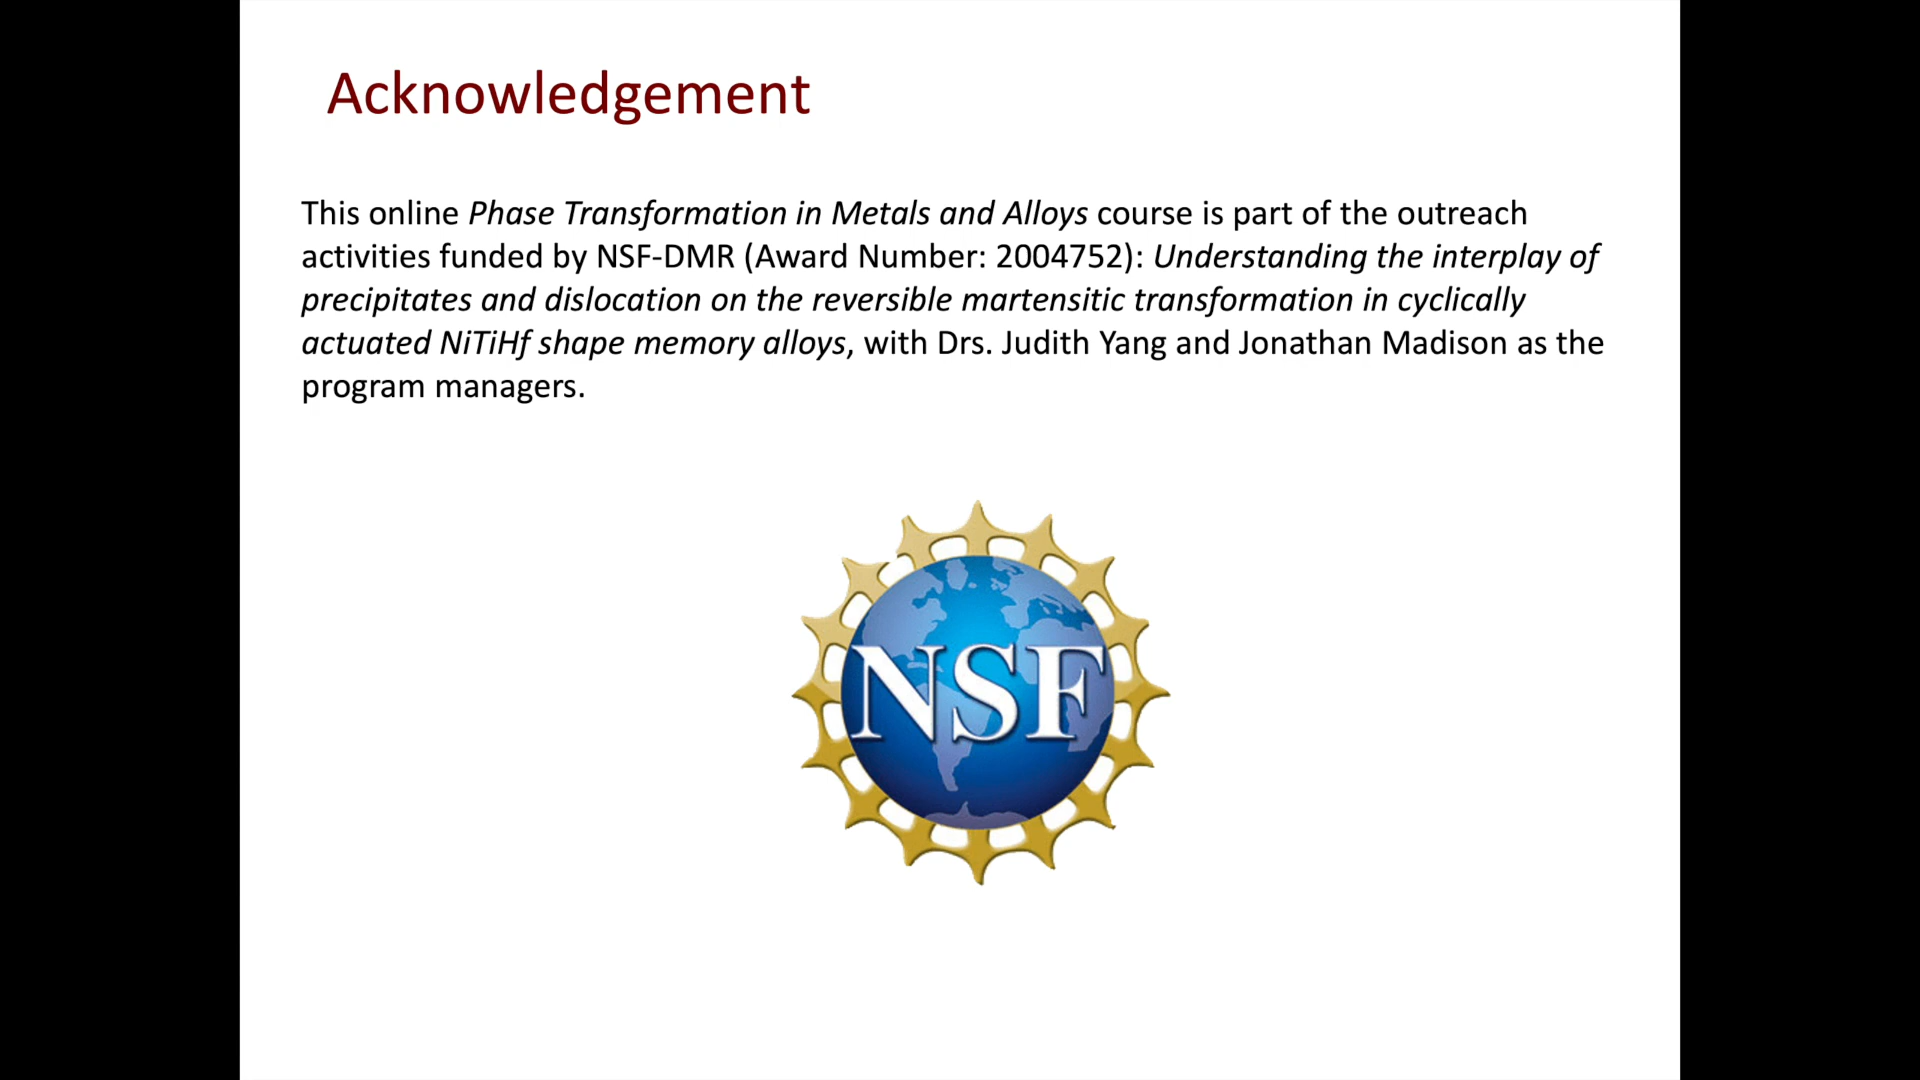 Acknowledgement
This online Phase Transformation in Metals and Alloys course is part of the outreach
activities funded by NSF-DMR (Award Number: 2004752): Understanding the interplay of
precipitates and dislocation on the reversible martensitic transformation in cyclically
actuated NiTiHf shape memory alloys, with Drs. Judith Yang and Jonathan Madison as the
program managers.
NSF